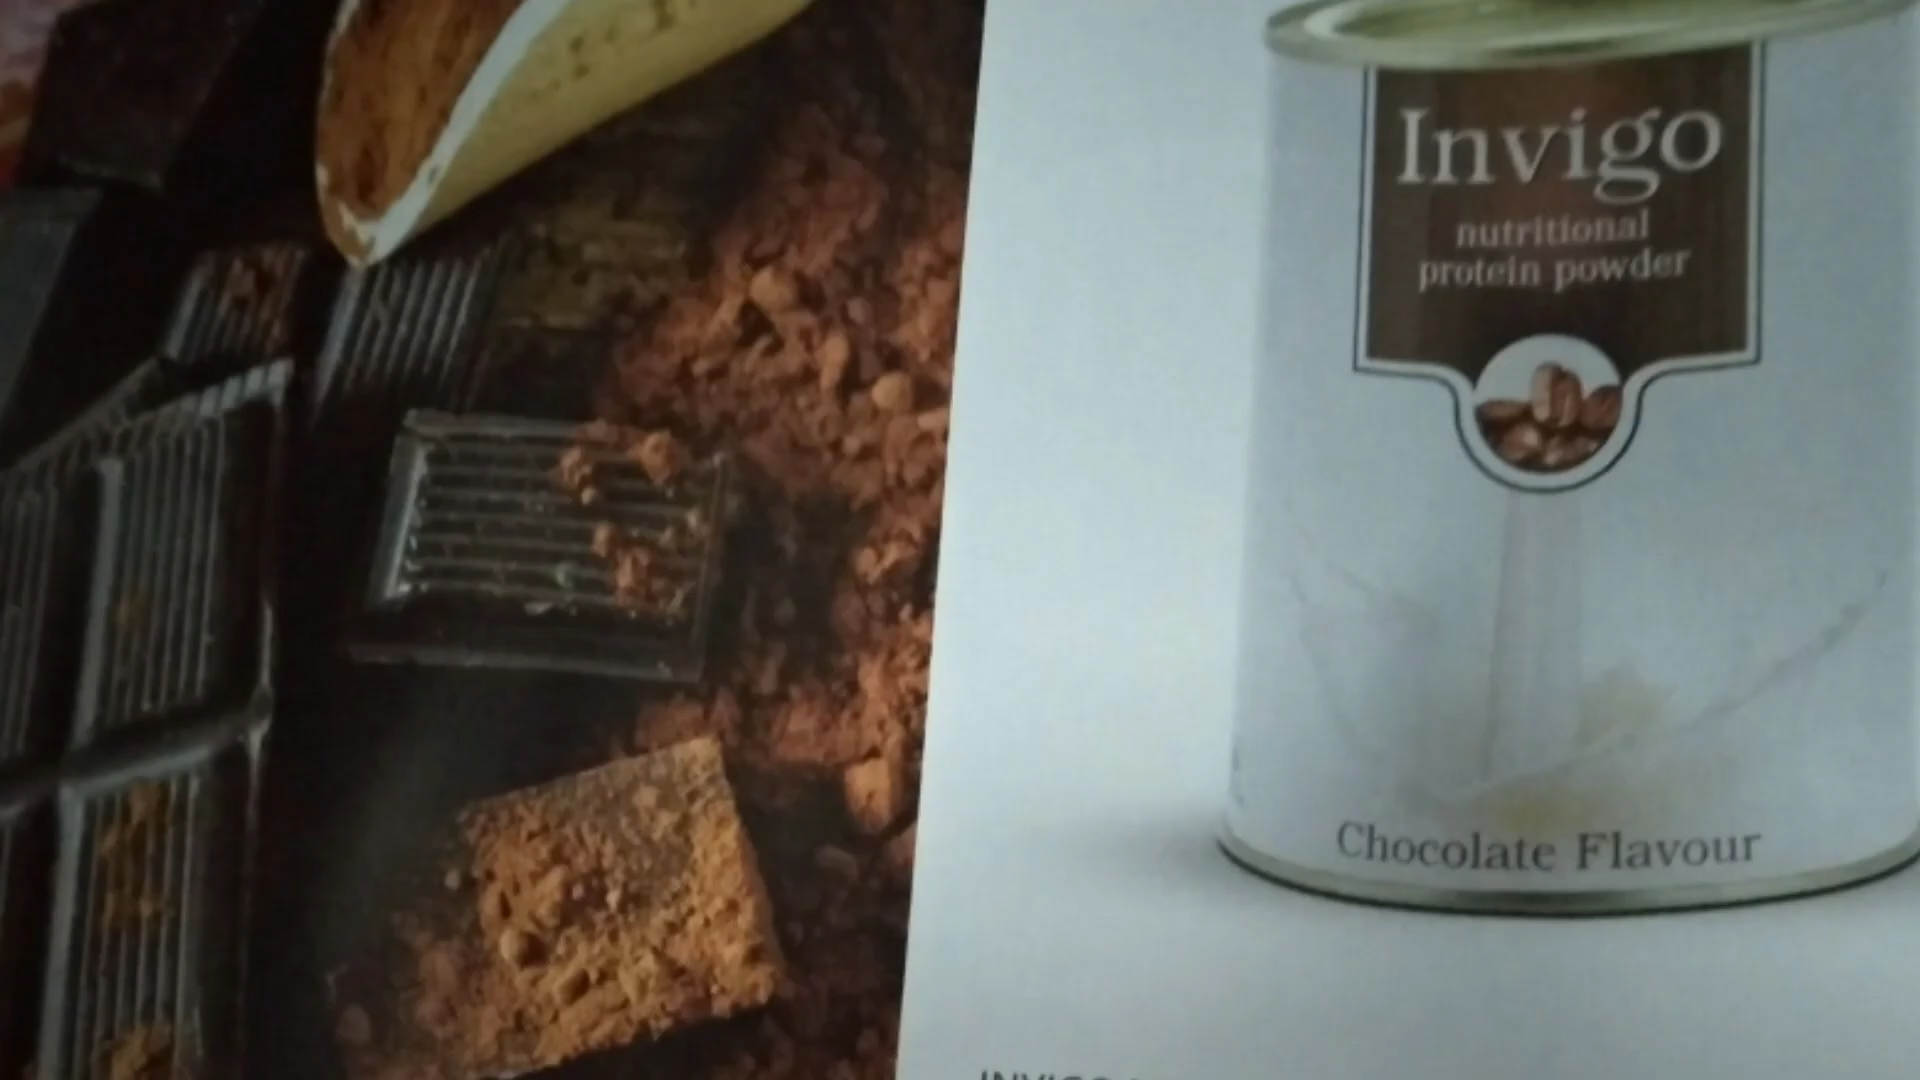 Invigo
nutritional
protein powder
Chocolate Flavour